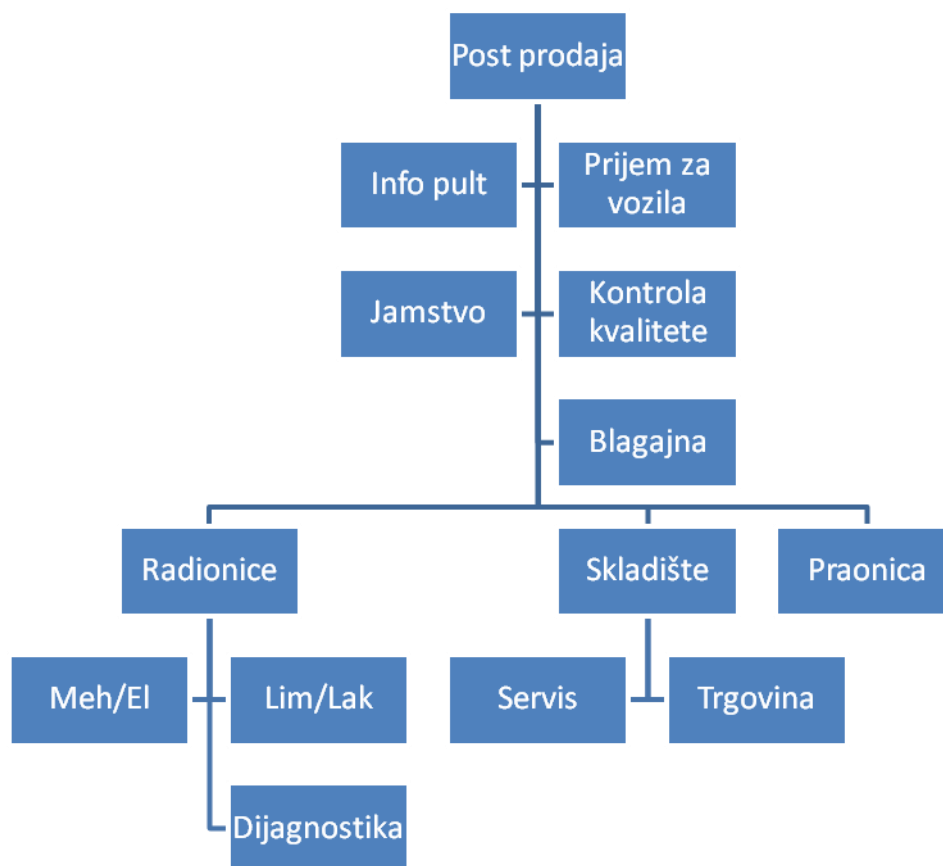 Post prodaja
Info pult
Prijem za
vozila
Jamstvo
Kontrola
kvalitete
Blagajna
Radionice
Skladište
Praonica
Meh/El
Lim/Lak
Servis
Trgovina
Dijagnostika